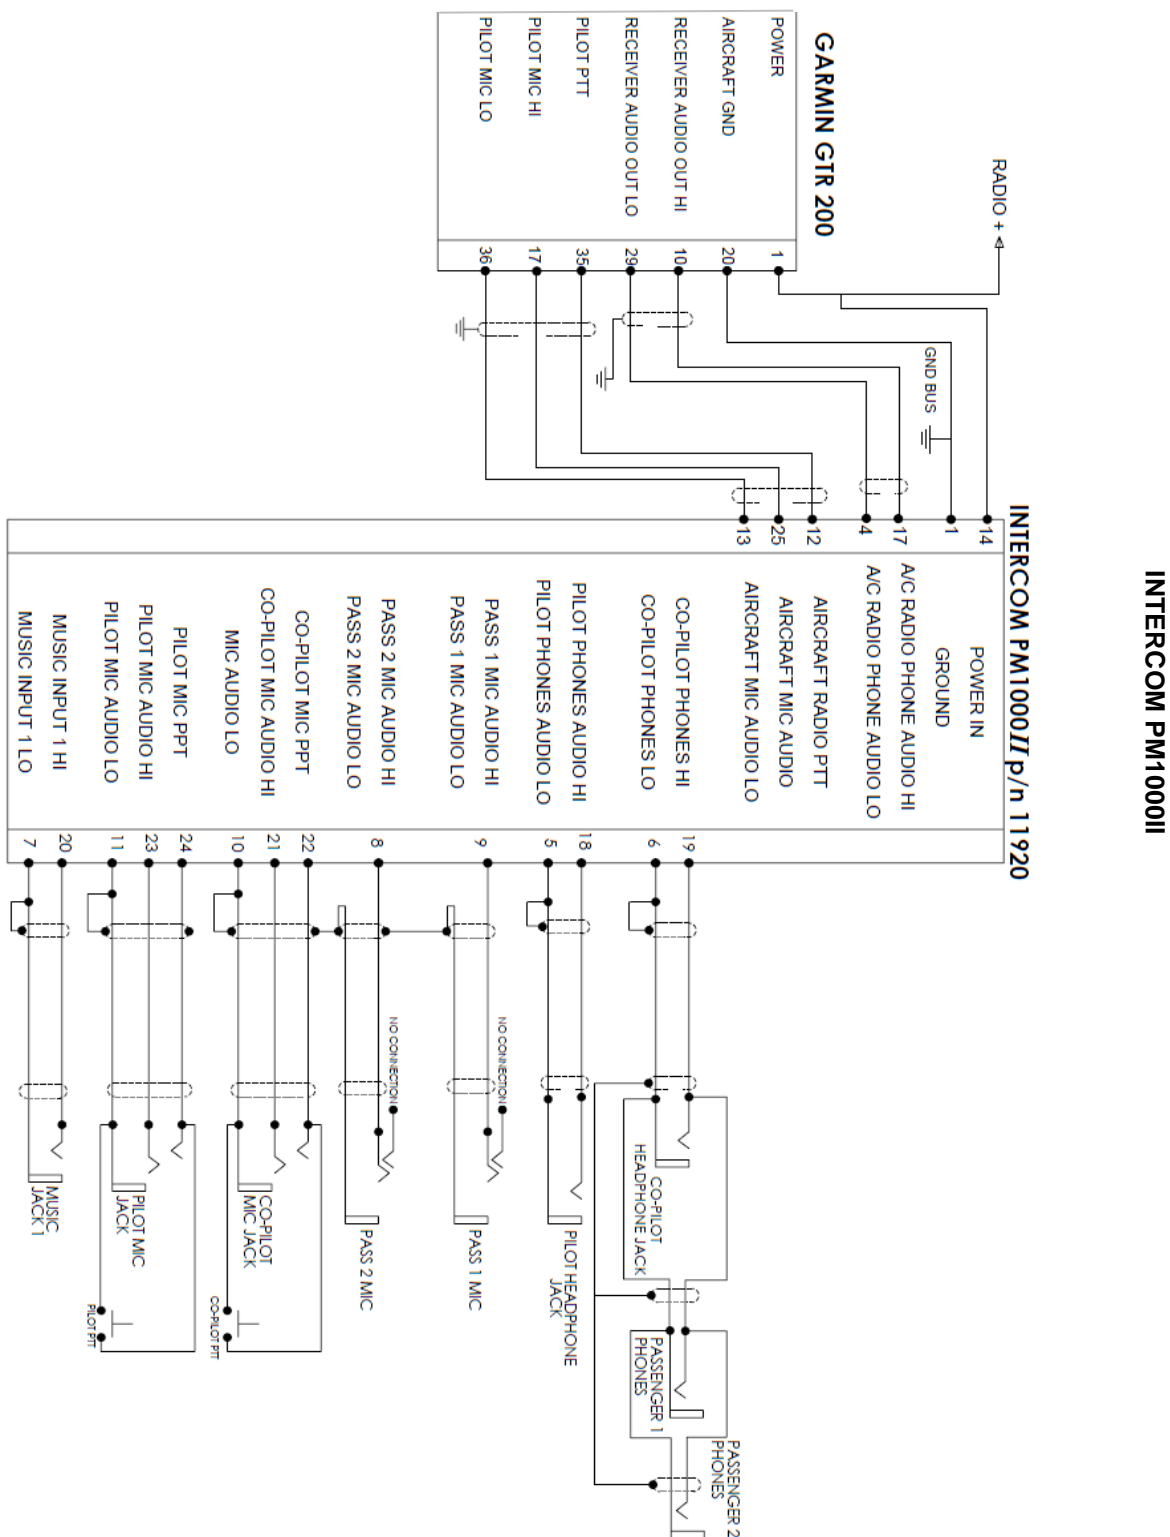 INTERCOM PM1000II
RADIO +
GARMIN GTR 200
POWER
AIRCRAFT GND
RECEIVER AUDIO OUT HI
RECEIVER AUDIO OUT LO
PILOT PTT
PILOT MIC HI
PILOT MIC LO
1
20
10
29
35
17
36
GND BUS
INTERCOM PM1000II p/n 11920
14
1
17
4
12
25
13
POWER IN
GROUND
A/C RADIO PHONE AUDIO HI
A/C RADIO PHONE AUDIO LO
AIRCRAFT RADIO PTT
AIRCRAFT MIC AUDIO
AIRCRAFT MIC AUDIO LO
CO-PILOT PHONES HI
CO-PILOT PHONES LO
PILOT PHONES AUDIO HI
PILOT PHONES AUDIO LO
PASS 1 MIC AUDIO HI
PASS 1 MIC AUDIO LO
PASS 2 MIC AUDIO HI
PASS 2 MIC AUDIO LO
CO-PILOT MIC PPT
CO-PILOT MIC AUDIO HI
MIC AUDIO LO
PILOT MIC PPT
PILOT MIC AUDIO HI
PILOT MIC AUDIO LO
MUSIC INPUT 1 HI
MUSIC INPUT 1 LO
19
6
18
5
9
8
22
21
10
24
23
11
20
7
NO CONNECTION
NO CONNECTION
CO-PILOT
HEADPHONE JACK
PASSENGER 1
PHONES
PASSENGER 2
PHONES
PILOT HEADPHONE
JACK
PASS 1 MIC
PASS 2 MIC
CO-PILOT
MIC JACK
CO-PILOT PTT
PILOT MIC
JACK
PILOT PTT
MUSIC
JACK 1